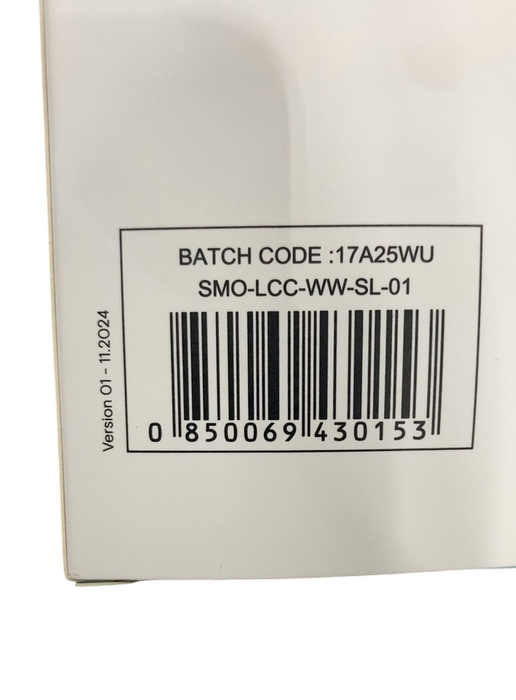 BATCH CODE :17A25WU
SMO-LCC-WW-SL-01
0 850069 430153
Version 01 - 11.2024